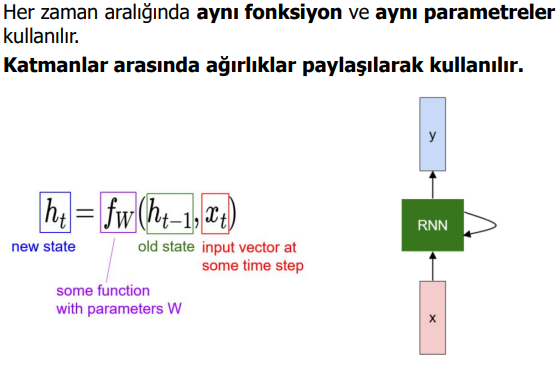 Her zaman aralığında aynı fonksiyon ve aynı parametreler
kullanılır.
Katmanlar arasında ağırlıklar paylaşılarak kullanılır.
y
h_t = f_W(h_{t-1}, x_t)
RNN
new state
old state
input vector at
some time step
some function
with parameters W
x